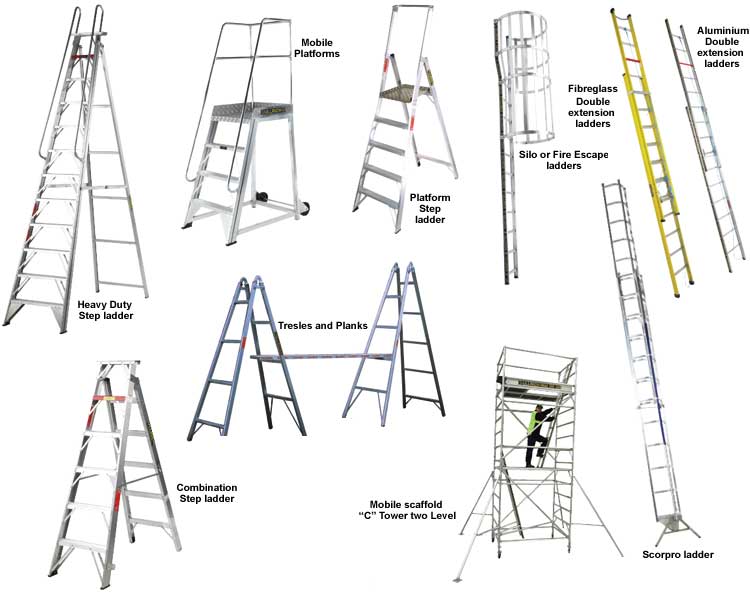 Mobile
Platforms
Aluminium
Double
extension
ladders
Fibreglass
Double
extension
ladders
Silo or Fire Escape
ladders
Platform
Step
ladder
Heavy Duty
Step ladder
Tresles and Planks
Combination
Step ladder
Mobile scaffold
“C” Tower two Level
Scorpro ladder